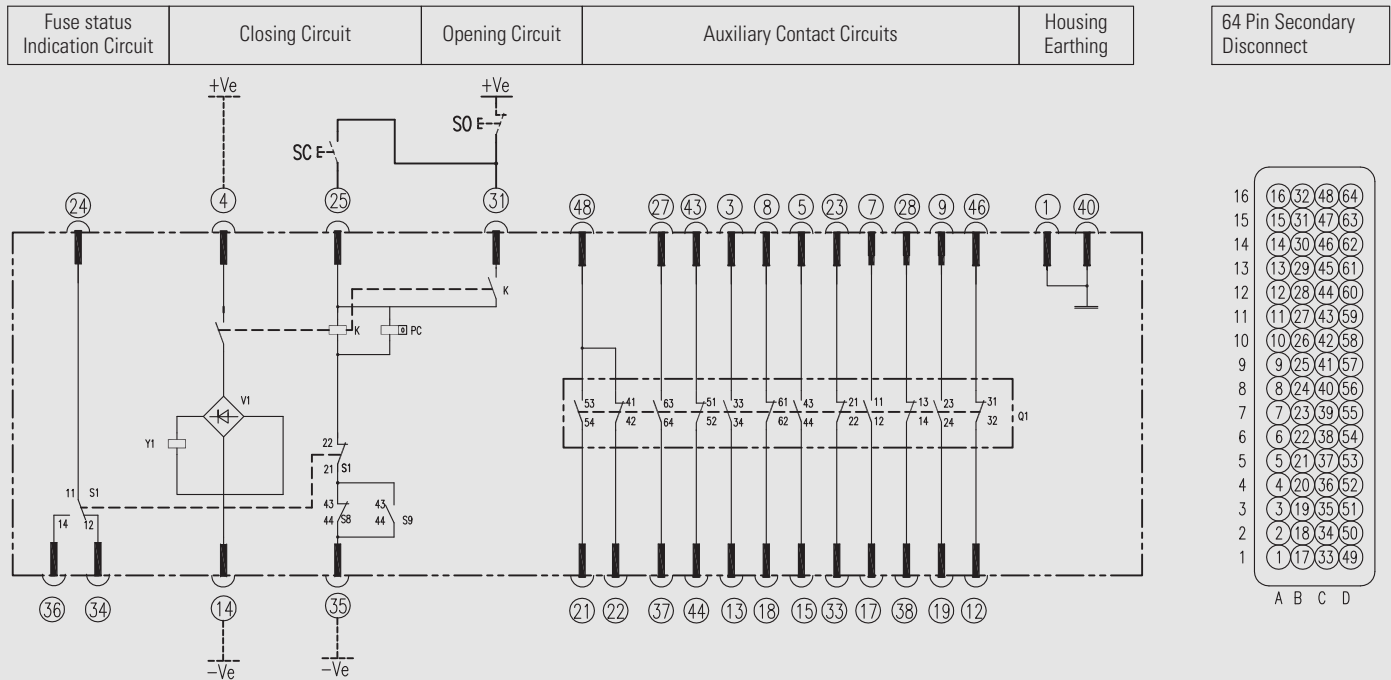 Fuse status
Indication Circuit
Closing Circuit
Opening Circuit
Auxiliary Contact Circuits
Housing
Earthing
64 Pin Secondary
Disconnect
+Ve +Ve
SO E
SC E
24 4 25 31 48 27 43 3 8 5 23 7 28 9 46 1 40
K
K PC
V1
Y1
53 41 63 51 33 61 43 21 11 13 23 31
54 42 64 52 34 62 44 22 12 14 24 32
Q1
22
21 S1
11 S1
14 12
43 43
44 S8 44 S9
36 34 14 35 21 22 37 44 13 18 15 33 17 38 19 12
-Ve -Ve
16 16 32 48 64
15 15 31 47 63
14 14 30 46 62
13 13 29 45 61
12 12 28 44 60
11 11 27 43 59
10 10 26 42 58
9 9 25 41 57
8 8 24 40 56
7 7 23 39 55
6 6 22 38 54
5 5 21 37 53
4 4 20 36 52
3 3 19 35 51
2 2 18 34 50
1 1 17 33 49
A B C D